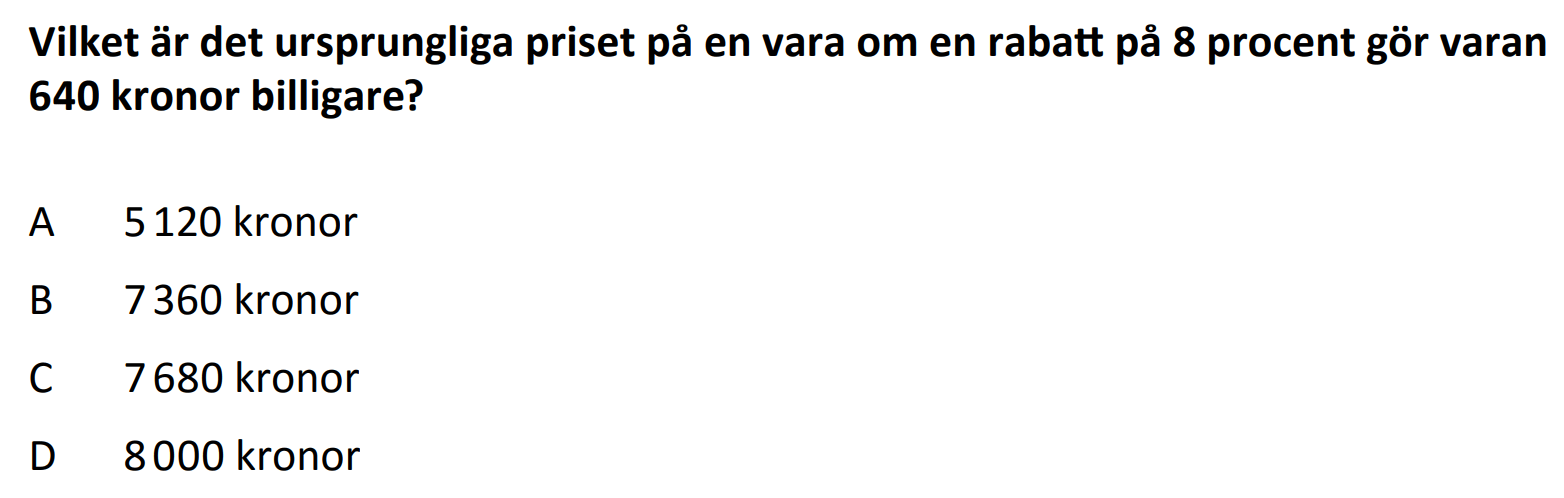 Vilket är det ursprungliga priset på en vara om en rabatt på 8 procent gör varan
640 kronor billigare?
A 5 120 kronor
B 7 360 kronor
C 7 680 kronor
D 8 000 kronor